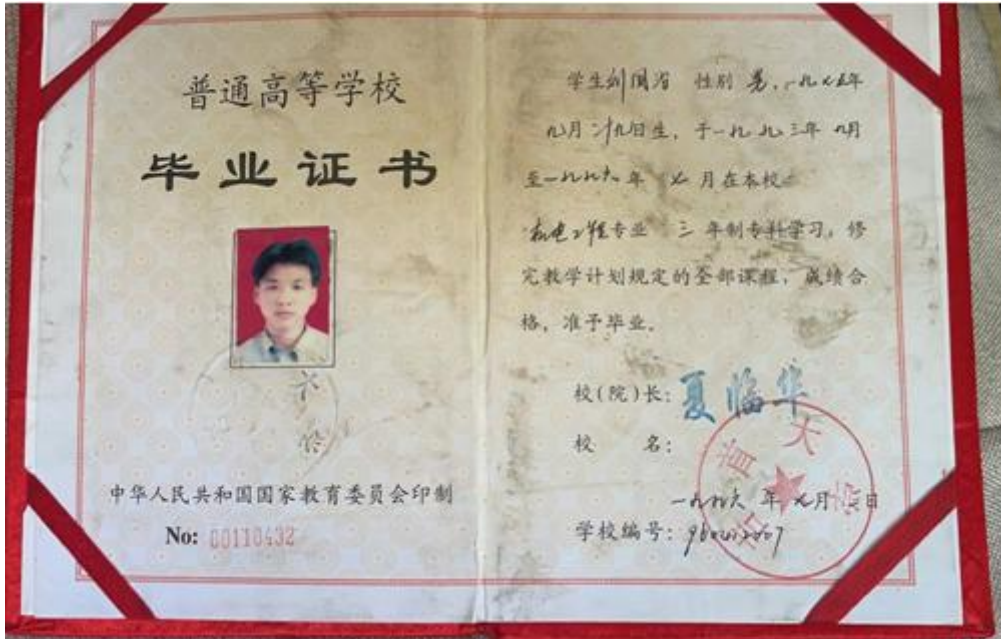 普通高等学校
毕业证书
中华人民共和国国家教育委员会印制
No: 00110432
学生刘国省 性别 男,一九七五年
九月二十九日生,于一九九三年 九月
至一九九六年 七月在本校
机电工程专业 三 年制专科学习,修
完教学计划规定的全部课程,成绩合
格,准予毕业。
校(院)长:夏临华
校 名:
一九九六 年 七月 日
学校编号: